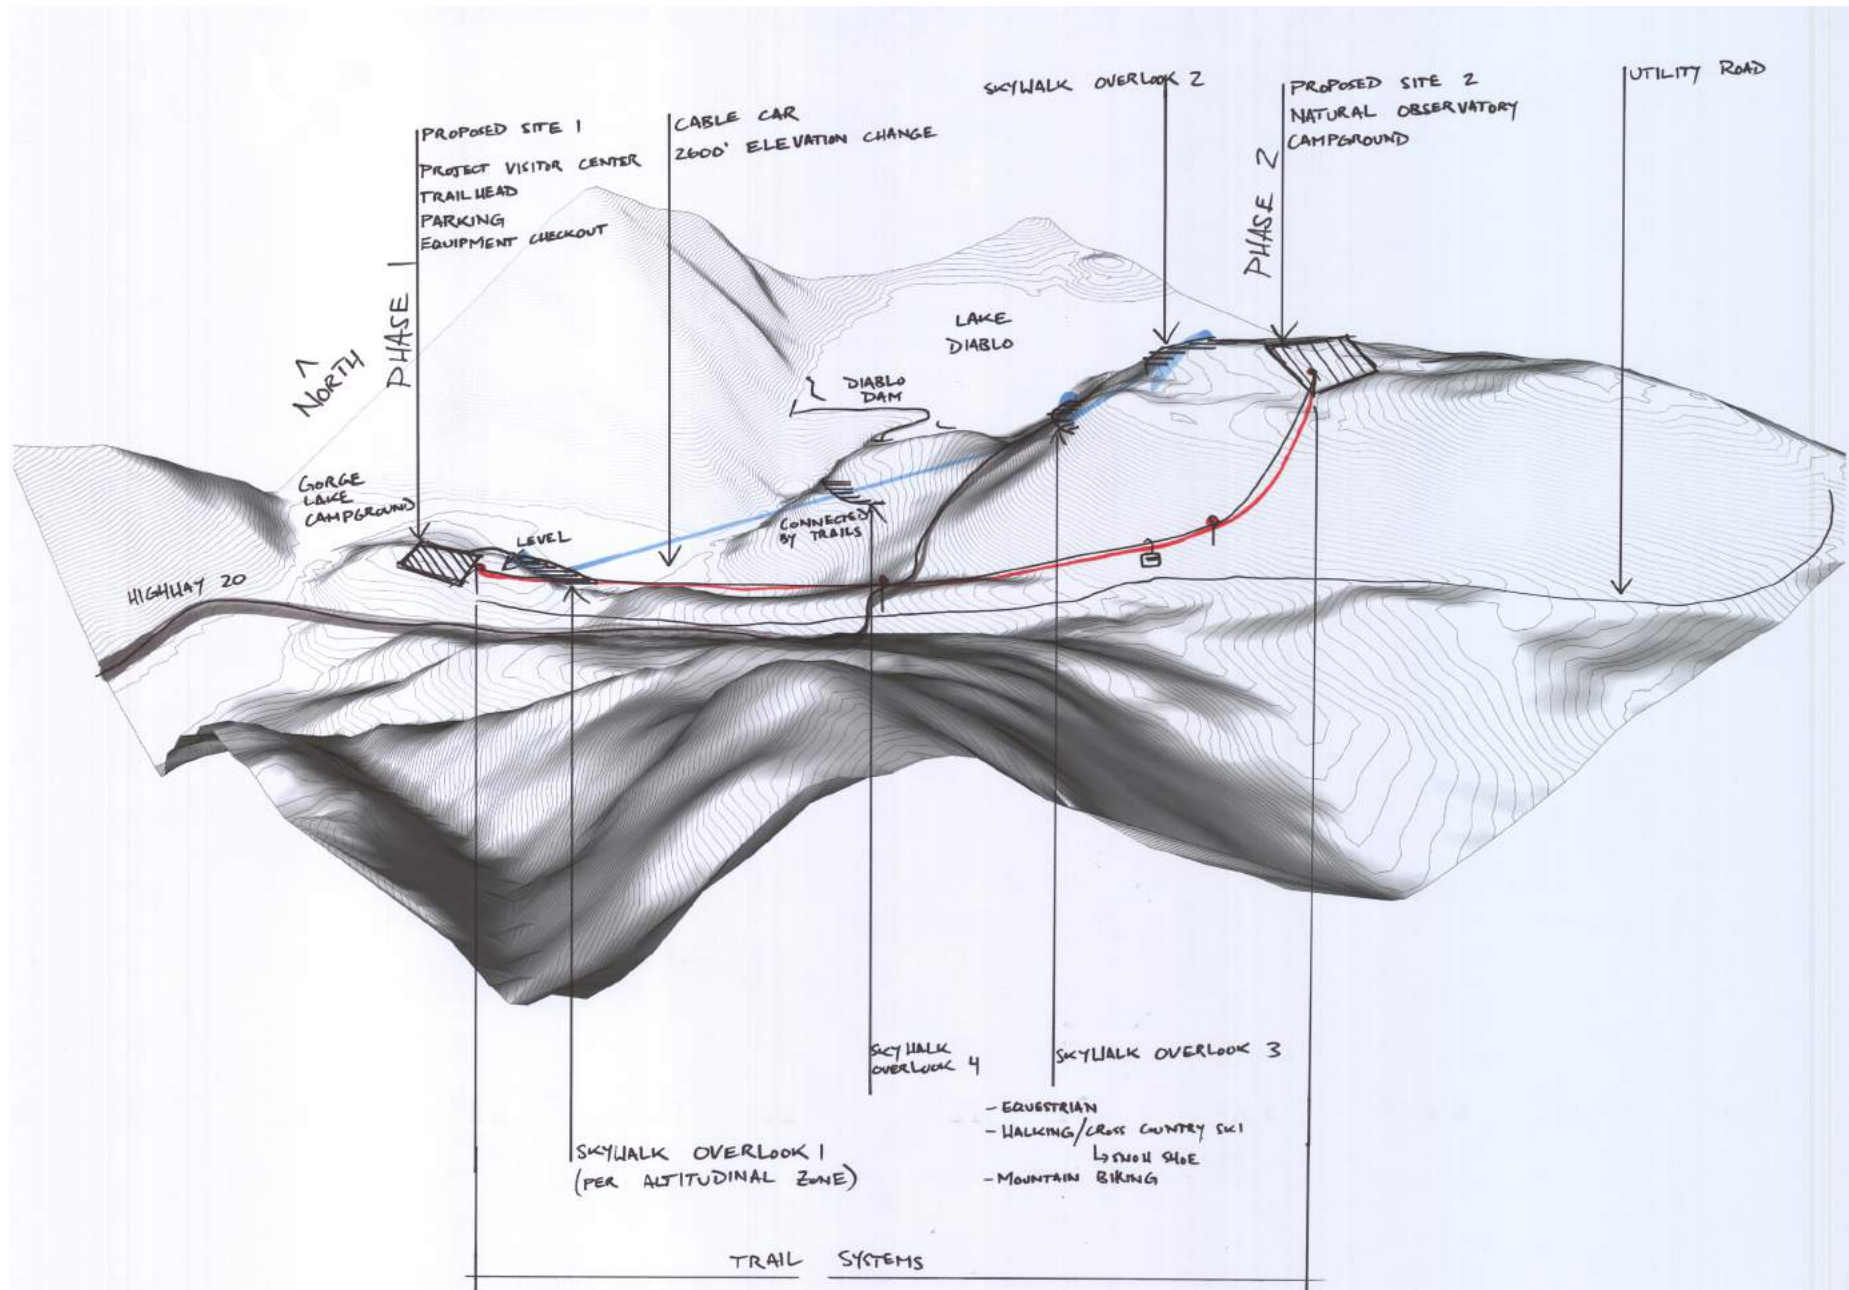 PROPOSED SITE 1
PROJECT VISITOR CENTER
TRAILHEAD
PARKING
EQUIPMENT CHECKOUT
PHASE 1
CABLE CAR
2600' ELEVATION CHANGE
SKYWALK OVERLOOK 2
PROPOSED SITE 2
NATURAL OBSERVATORY
CAMPGROUND
PHASE 2
UTILITY ROAD
NORTH
LAKE
DIABLO
DIABLO
DAM
GORGE
LAKE
CAMPGROUND
LEVEL
CONNECTED
BY TRAILS
HIGHWAY 20
SKYWALK
OVERLOOK 4
SKYWALK OVERLOOK 3
- EQUESTRIAN
- WALKING/CROSS COUNTRY SKI
↳ SNOW SHOE
- MOUNTAIN BIKING
SKYWALK OVERLOOK 1
(PER ALTITUDINAL ZONE)
TRAIL SYSTEMS